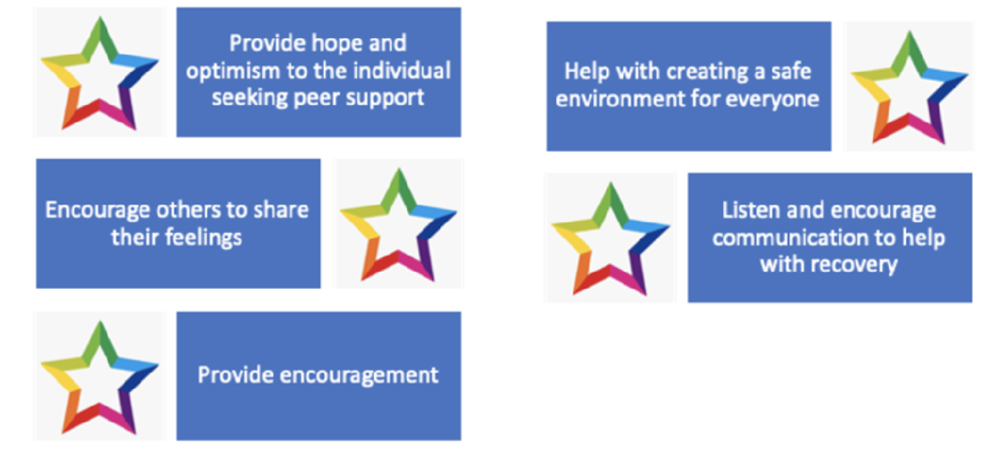 Provide hope and
optimism to the individual
seeking peer support
Encourage others to share
their feelings
Provide encouragement
Help with creating a safe
environment for everyone
Listen and encourage
communication to help
with recovery